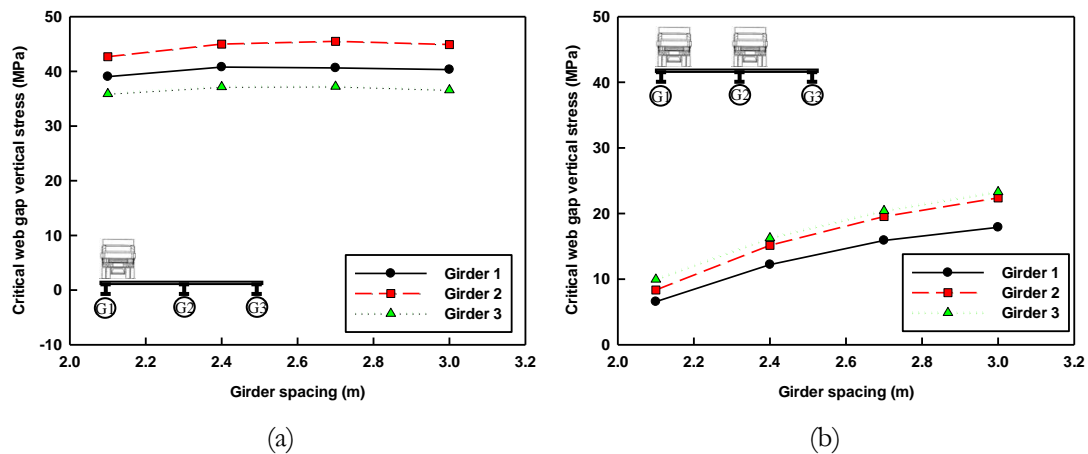 Critical web gap vertical stress (MPa)
50
40
30
20
10
0
-10
G1 G2 G3
Girder 1
Girder 2
Girder 3
2.0 2.2 2.4 2.6 2.8 3.0 3.2
Girder spacing (m)
(a)
Critical web gap vertical stress (MPa)
50
40
30
20
10
0
G1 G2 G3
Girder 1
Girder 2
Girder 3
2.0 2.2 2.4 2.6 2.8 3.0 3.2
Girder spacing (m)
(b)